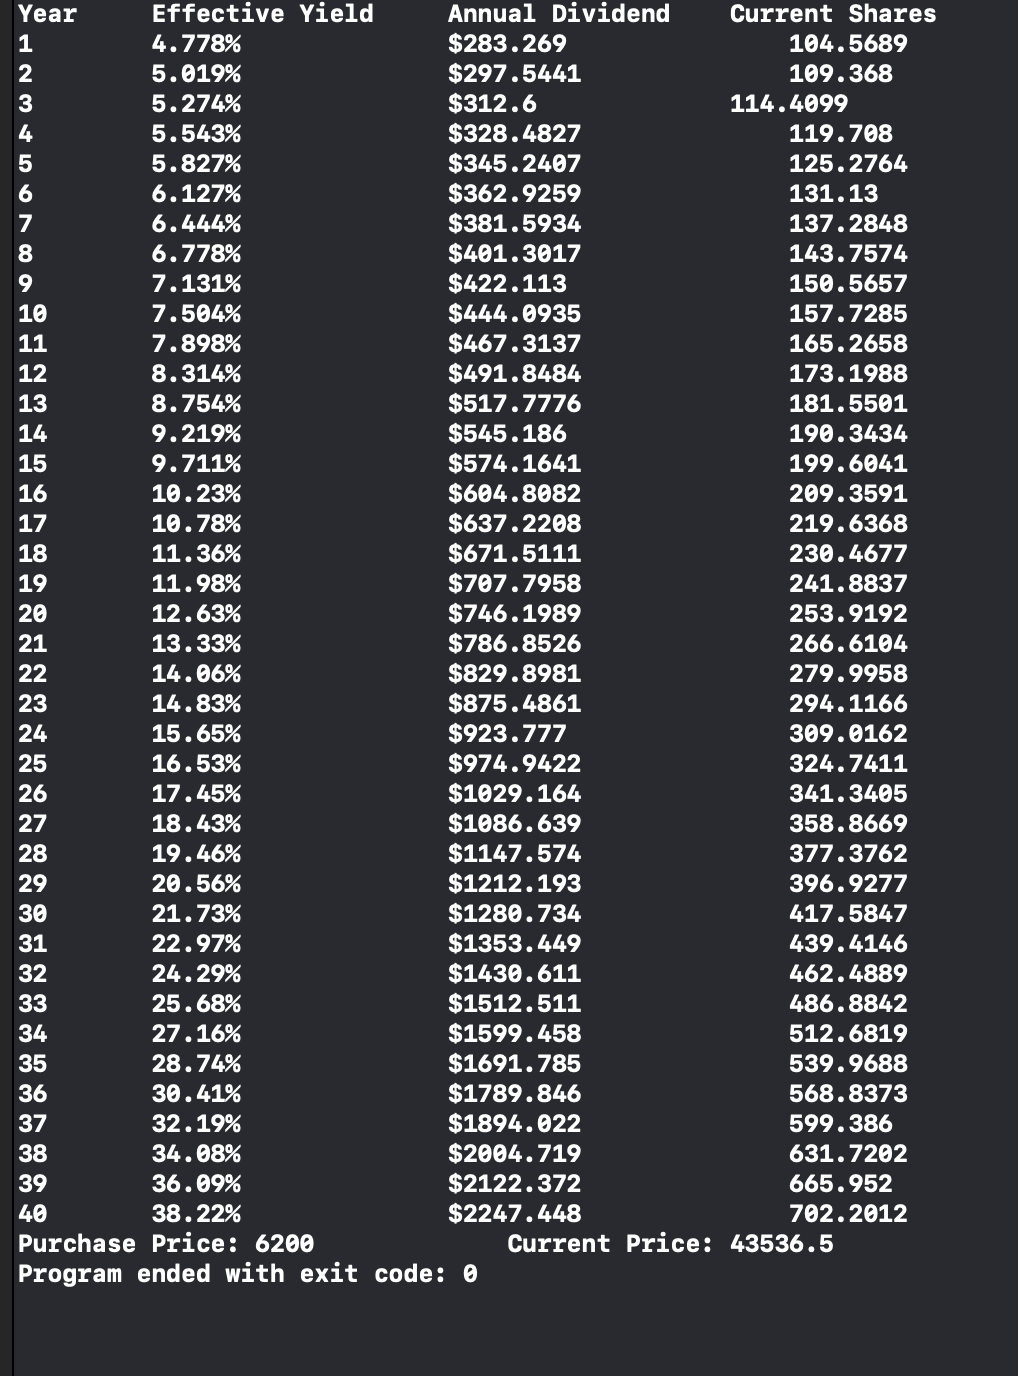 Year Effective Yield Annual Dividend Current Shares
1 4.778% $283.269 104.5689
2 5.019% $297.5441 109.368
3 5.274% $312.6 114.4099
4 5.543% $328.4827 119.708
5 5.827% $345.2407 125.2764
6 6.127% $362.9259 131.13
7 6.444% $381.5934 137.2848
8 6.778% $401.3017 143.7574
9 7.131% $422.113 150.5657
10 7.504% $444.0935 157.7285
11 7.898% $467.3137 165.2658
12 8.314% $491.8484 173.1988
13 8.754% $517.7776 181.5501
14 9.219% $545.186 190.3434
15 9.711% $574.1641 199.6041
16 10.23% $604.8082 209.3591
17 10.78% $637.2208 219.6368
18 11.36% $671.5111 230.4677
19 11.98% $707.7958 241.8837
20 12.63% $746.1989 253.9192
21 13.33% $786.8526 266.6104
22 14.06% $829.8981 279.9958
23 14.83% $875.4861 294.1166
24 15.65% $923.777 309.0162
25 16.53% $974.9422 324.7411
26 17.45% $1029.164 341.3405
27 18.43% $1086.639 358.8669
28 19.46% $1147.574 377.3762
29 20.56% $1212.193 396.9277
30 21.73% $1280.734 417.5847
31 22.97% $1353.449 439.4146
32 24.29% $1430.611 462.4889
33 25.68% $1512.511 486.8842
34 27.16% $1599.458 512.6819
35 28.74% $1691.785 539.9688
36 30.41% $1789.846 568.8373
37 32.19% $1894.022 599.386
38 34.08% $2004.719 631.7202
39 36.09% $2122.372 665.952
40 38.22% $2247.448 702.2012
Purchase Price: 6200 Current Price: 43536.5
Program ended with exit code: 0